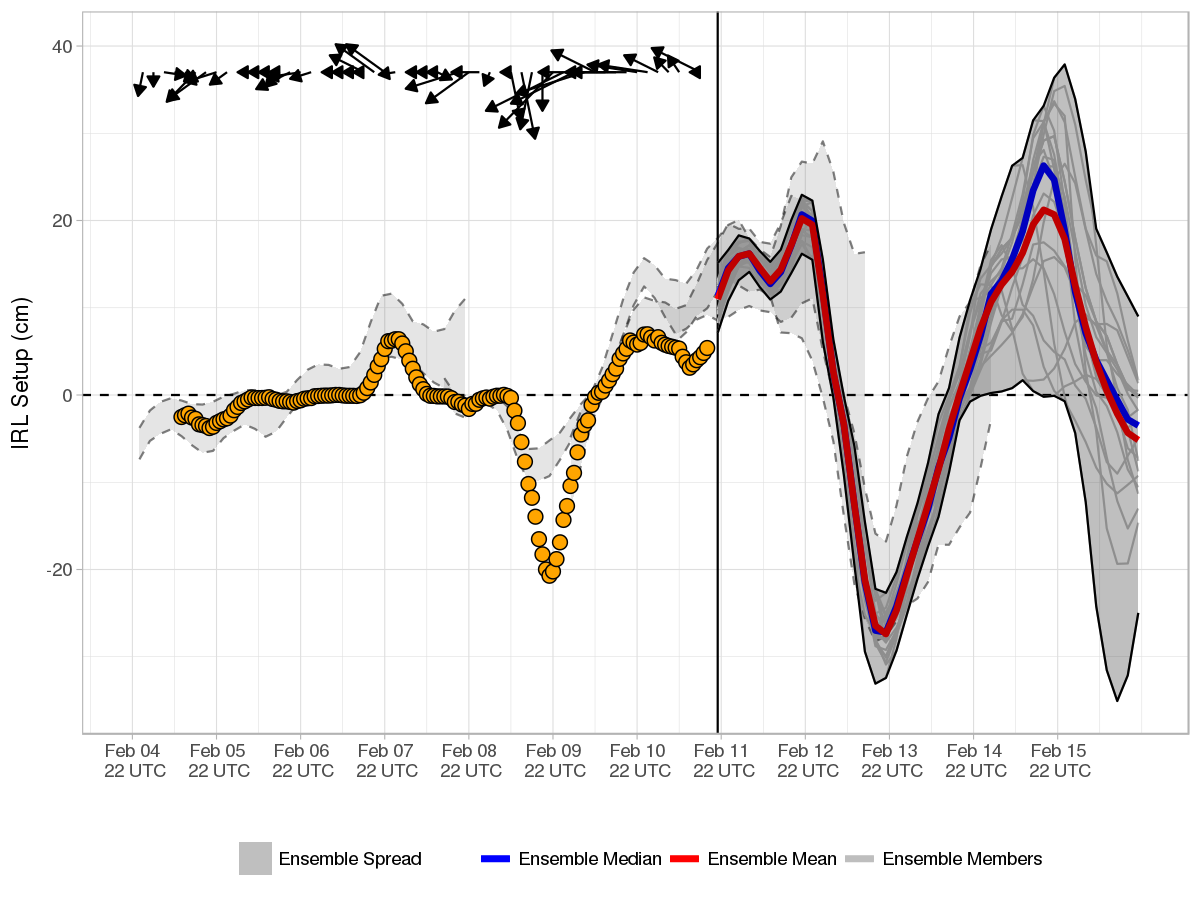 IRL Setup (cm)
40
20
0
-20
Feb 04 Feb 05 Feb 06 Feb 07 Feb 08 Feb 09 Feb 10 Feb 11 Feb 12 Feb 13 Feb 14 Feb 15
22 UTC 22 UTC 22 UTC 22 UTC 22 UTC 22 UTC 22 UTC 22 UTC 22 UTC 22 UTC 22 UTC 22 UTC
Ensemble Spread Ensemble Median Ensemble Mean Ensemble Members